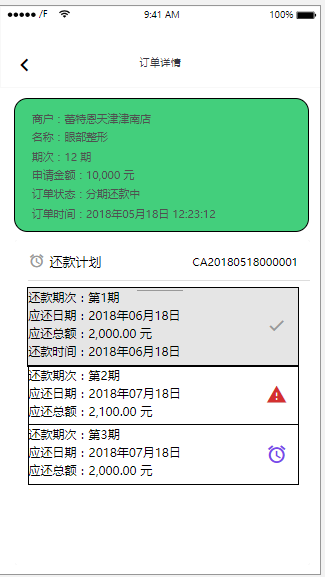 ●●●●● /F 9:41 AM 100%
订单详情
商户：蕾特恩天津津南店
名称：眼部整形
期次：12 期
申请金额：10,000 元
订单状态：分期还款中
订单时间：2018年05月18日 12:23:12
还款计划 CA20180518000001
还款期次：第1期
应还日期：2018年06月18日
应还总额：2,000.00 元
还款时间：2018年06月18日
还款期次：第2期
应还日期：2018年07月18日
应还总额：2,100.00 元
还款期次：第3期
应还日期：2018年07月18日
应还总额：2,000.00 元